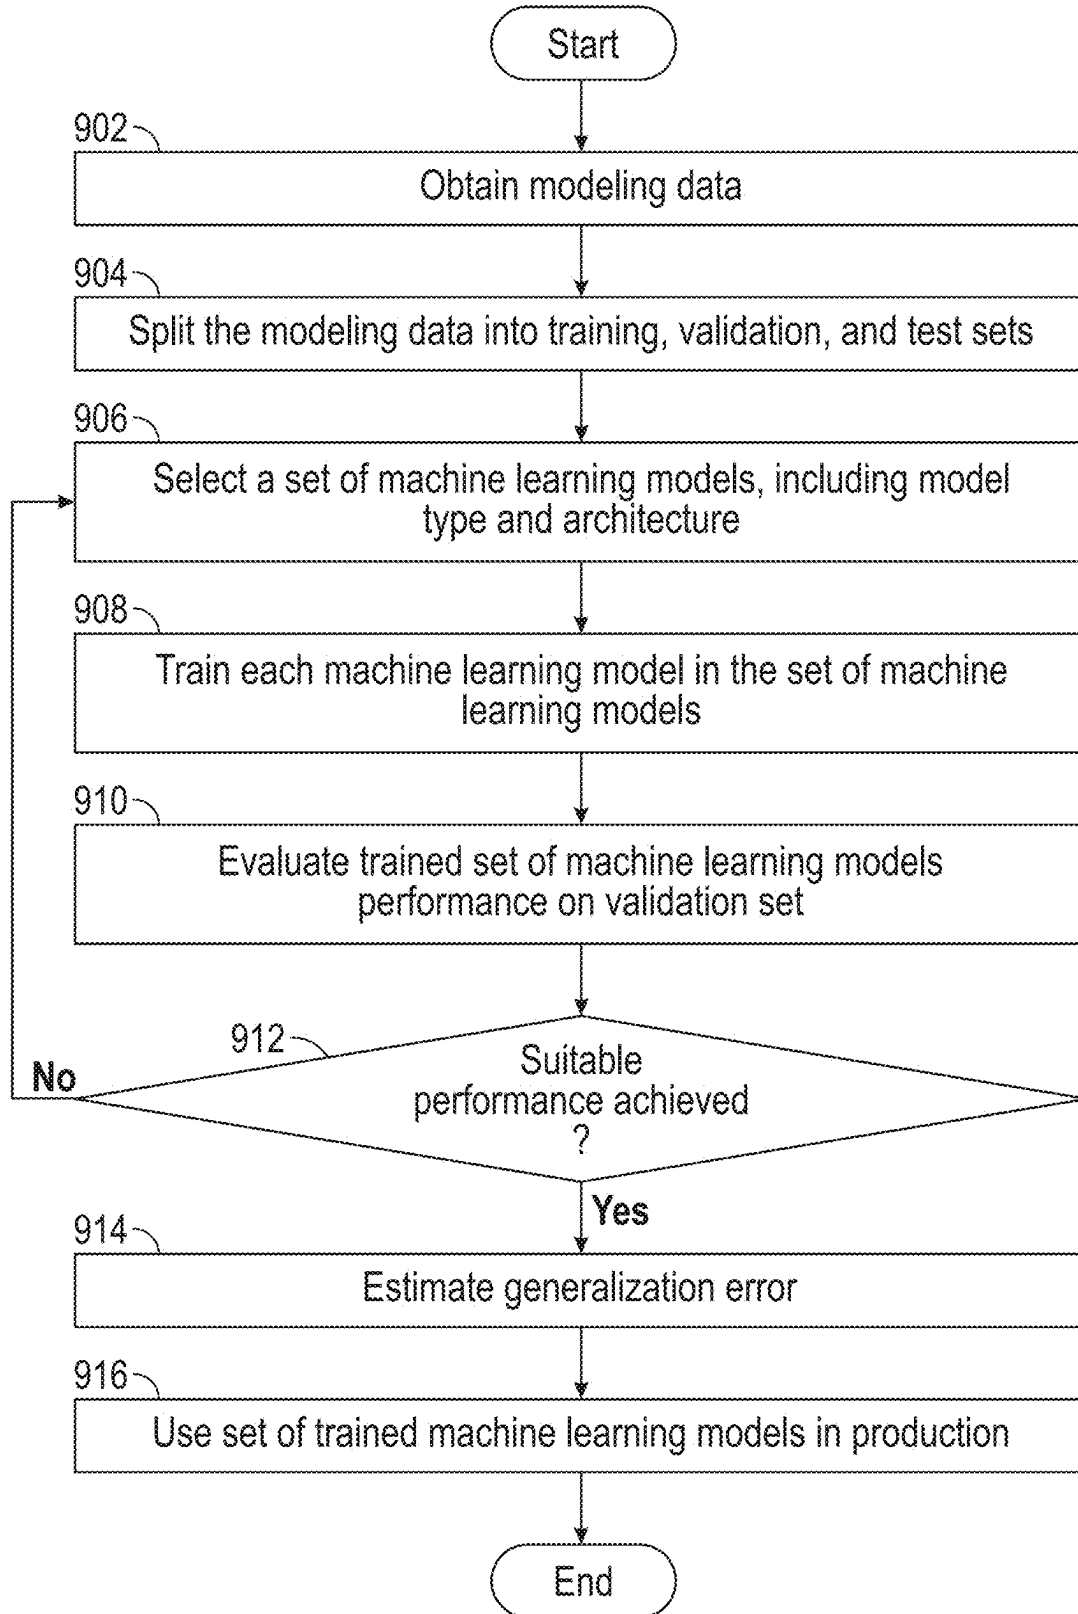 Start
902
Obtain modeling data
904
Split the modeling data into training, validation, and test sets
906
Select a set of machine learning models, including model
type and architecture
908
Train each machine learning model in the set of machine
learning models
910
Evaluate trained set of machine learning models
performance on validation set
912
Suitable
performance achieved
?
No
Yes
914
Estimate generalization error
916
Use set of trained machine learning models in production
End